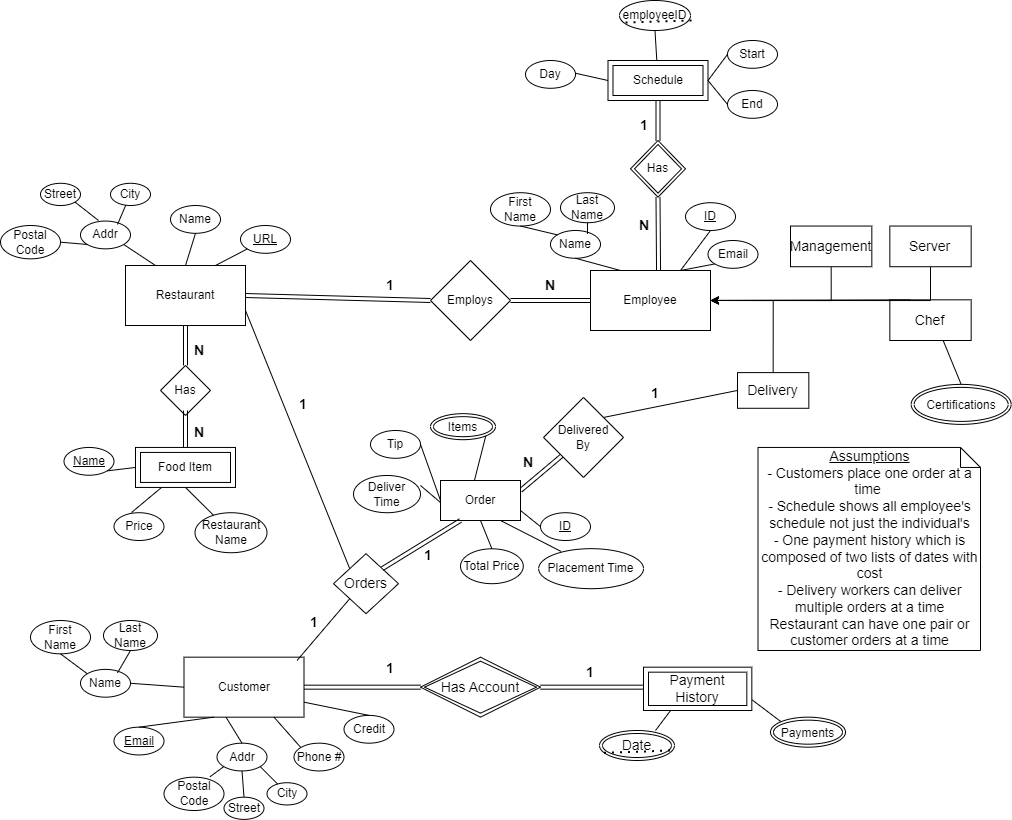 employeeID
Start
Schedule
Day
End
1
Has
First
Name
Last
Name
N
ID
Name
Email
Street
City
Postal
Code
Addr
Name
URL
Management
Server
Restaurant
1
Employs
N
Employee
Chef
N
Has
N
1
1
Delivery
Certifications
Name
Food Item
Price
Restaurant
Name
Tip
Items
Delivered
By
N
Deliver
Time
Order
ID
Total Price
Placement Time
1
Orders
1
Assumptions
- Customers place one order at a
time
- Schedule shows all employee's
schedule not just the individual's
- One payment history which is
composed of two lists of dates with
cost
- Delivery workers can deliver
multiple orders at a time
Restaurant can have one pair or
customer orders at a time
First
Name
Last
Name
Name
Customer
1
Has Account
1
Payment
History
Email
Addr
Phone #
Credit
Postal
Code
Street
City
Date
Payments